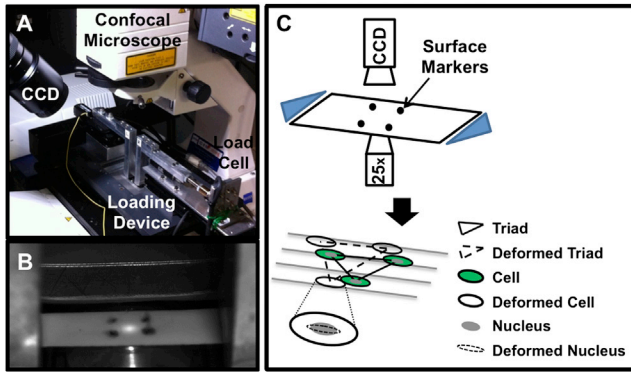 A
Confocal
Microscope
CCD
Load
Cell
Loading
Device
B
C
CCD
Surface
Markers
25x
Triad
Deformed Triad
Cell
Deformed Cell
Nucleus
Deformed Nucleus